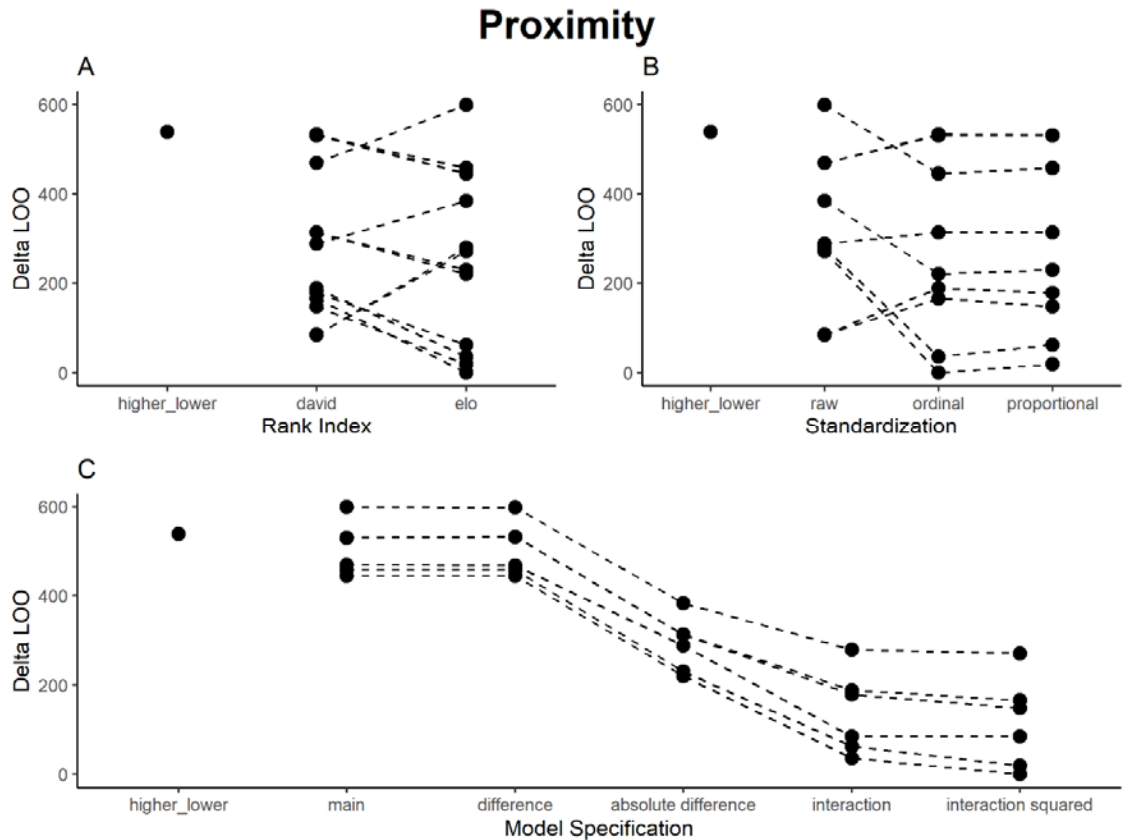 Proximity
A
Delta LOO
600
400
200
0
higher_lower david elo
Rank Index
B
Delta LOO
600
400
200
0
higher_lower raw ordinal proportional
Standardization
C
Delta LOO
600
400
200
0
higher_lower main difference absolute difference interaction interaction squared
Model Specification